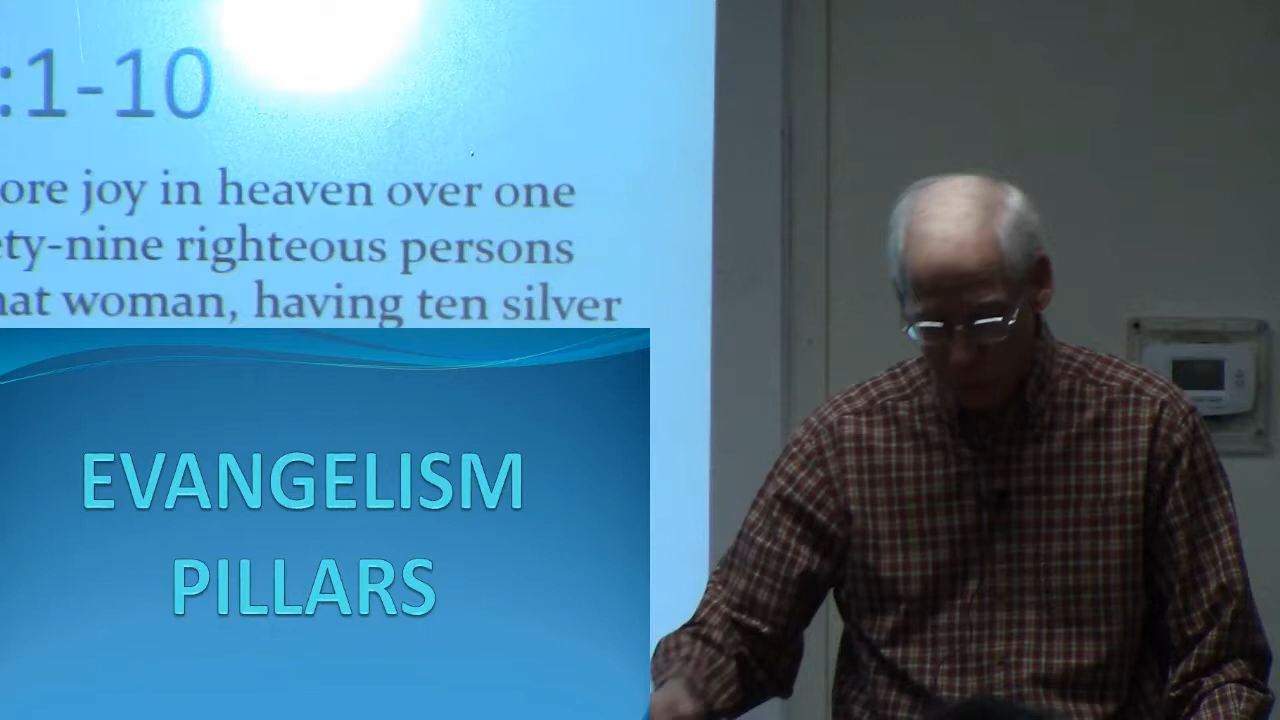 :1-10
ore joy in heaven over one
ety-nine righteous persons
hat woman, having ten silver
EVANGELISM
PILLARS